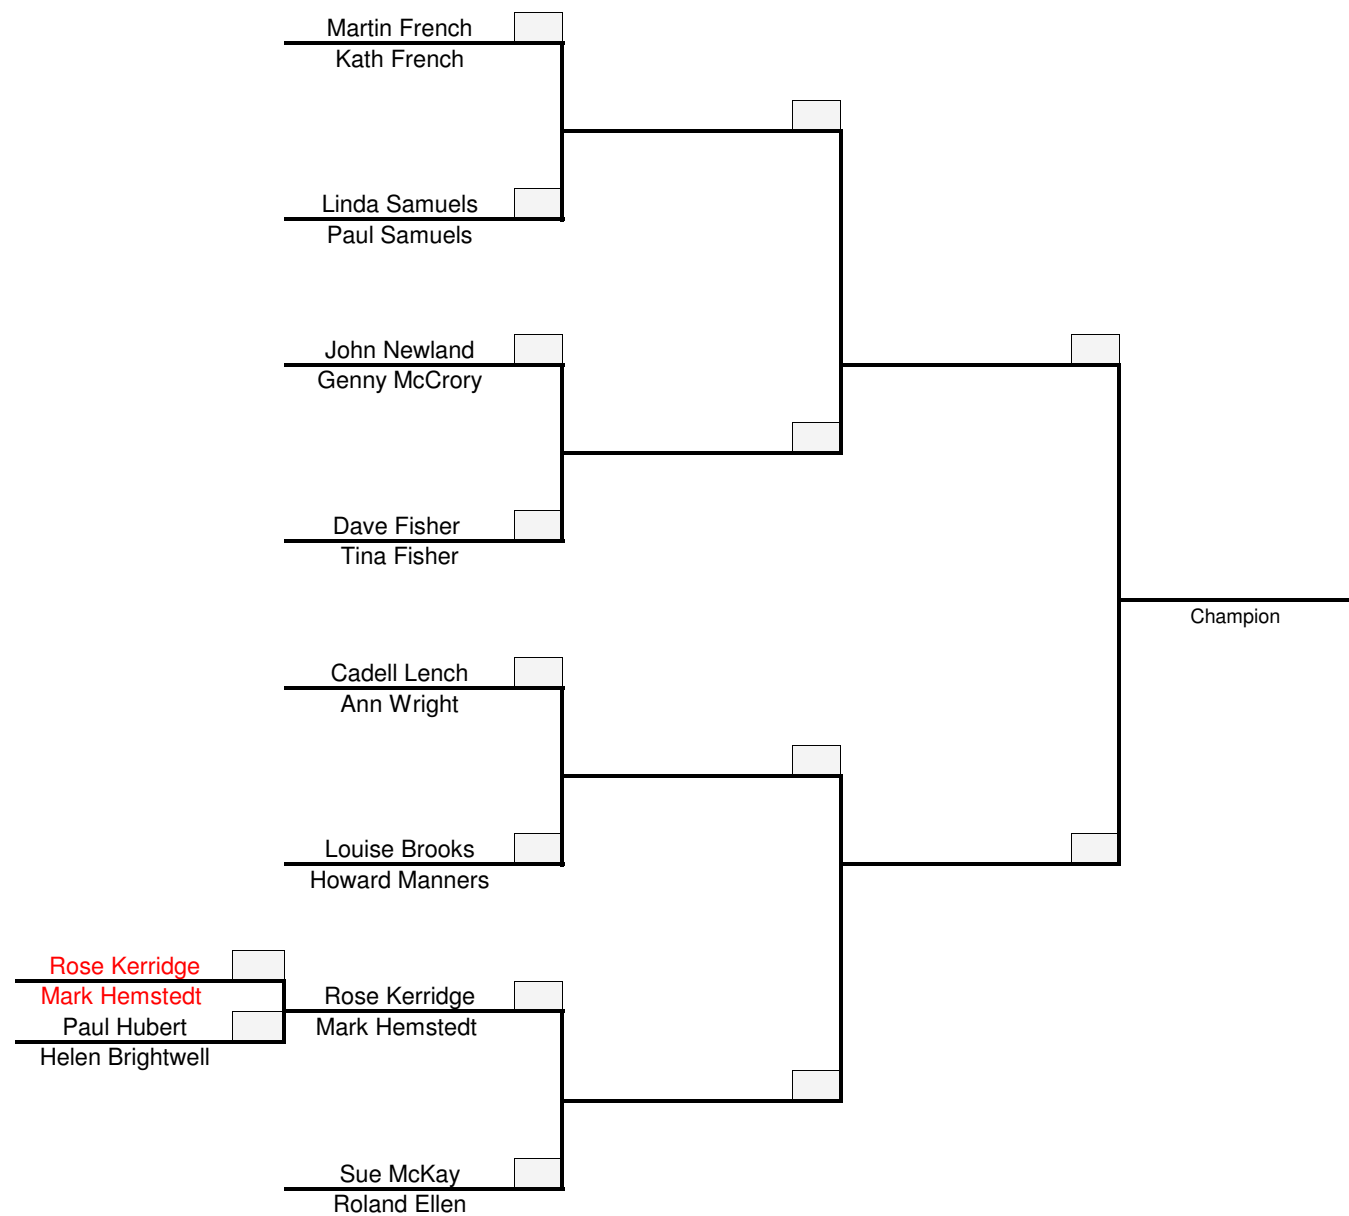 Martin French
Kath French
Linda Samuels
Paul Samuels
John Newland
Genny McCrory
Dave Fisher
Tina Fisher
Champion
Cadell Lench
Ann Wright
Louise Brooks
Howard Manners
Rose Kerridge
Mark Hemstedt
Paul Hubert
Helen Brightwell
Rose Kerridge
Mark Hemstedt
Sue McKay
Roland Ellen